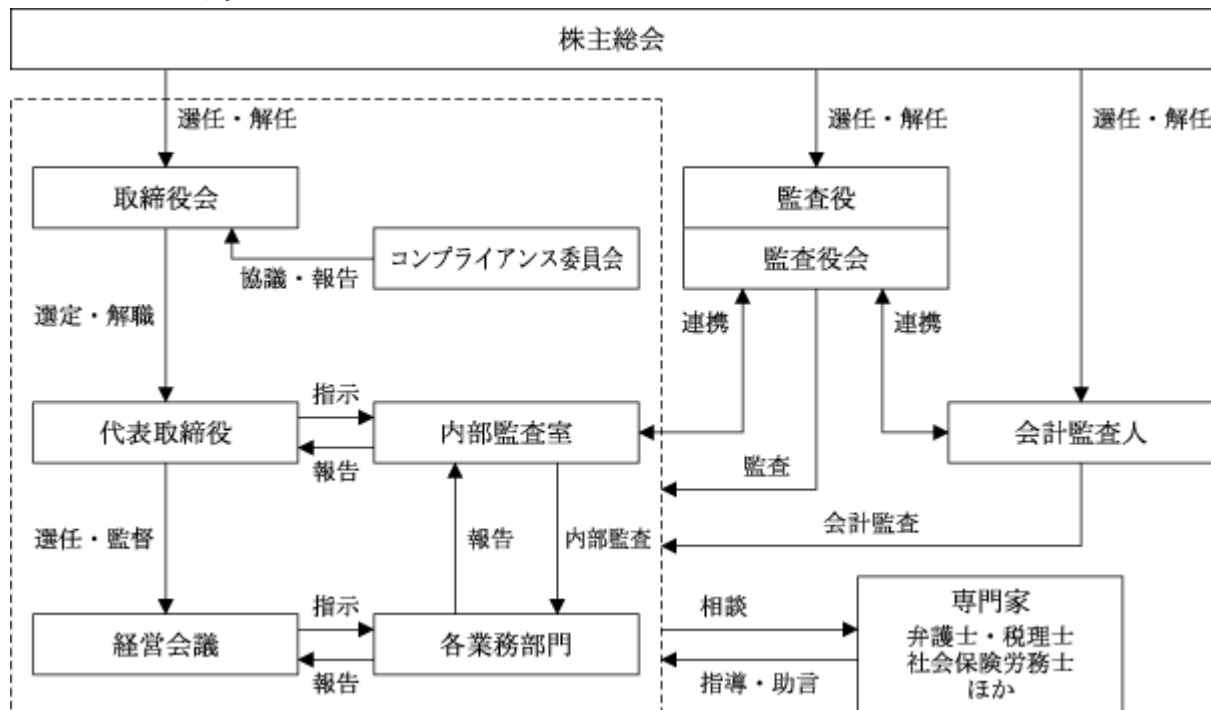 株主総会
選任・解任
選任・解任
選任・解任
取締役会
監査役
コンプライアンス委員会
監査役会
協議・報告
選定・解職
連携
連携
指示
代表取締役
内部監査室
会計監査人
報告
監査
選任・監督
報告
内部監査
会計監査
指示
相談
専門家
経営会議
各業務部門
弁護士・税理士
社会保険労務士
報告
指導・助言
ほか